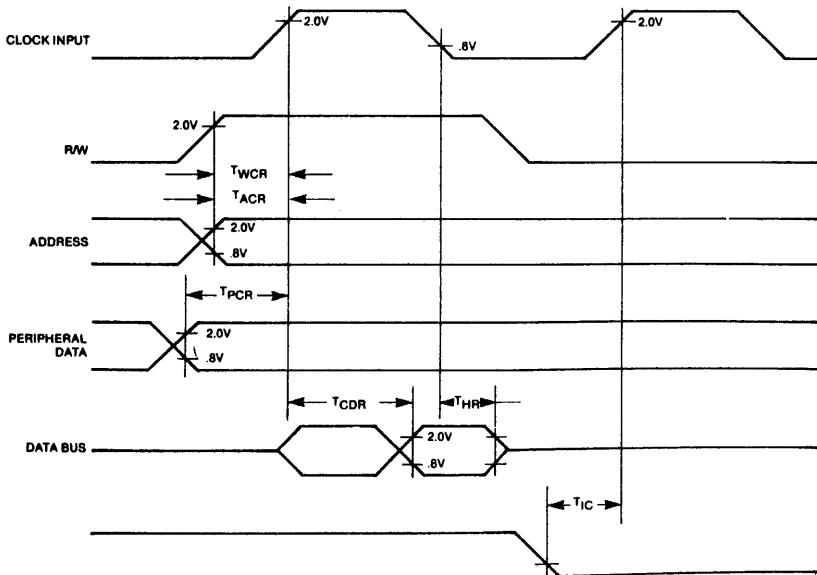 CLOCK INPUT
2.0V
.8V
2.0V
2.0V
R/W
TWCR
TACR
ADDRESS
2.0V
.8V
TPCR
PERIPHERAL
DATA
2.0V
.8V
TCDR
THR
DATA BUS
2.0V
.8V
TIC